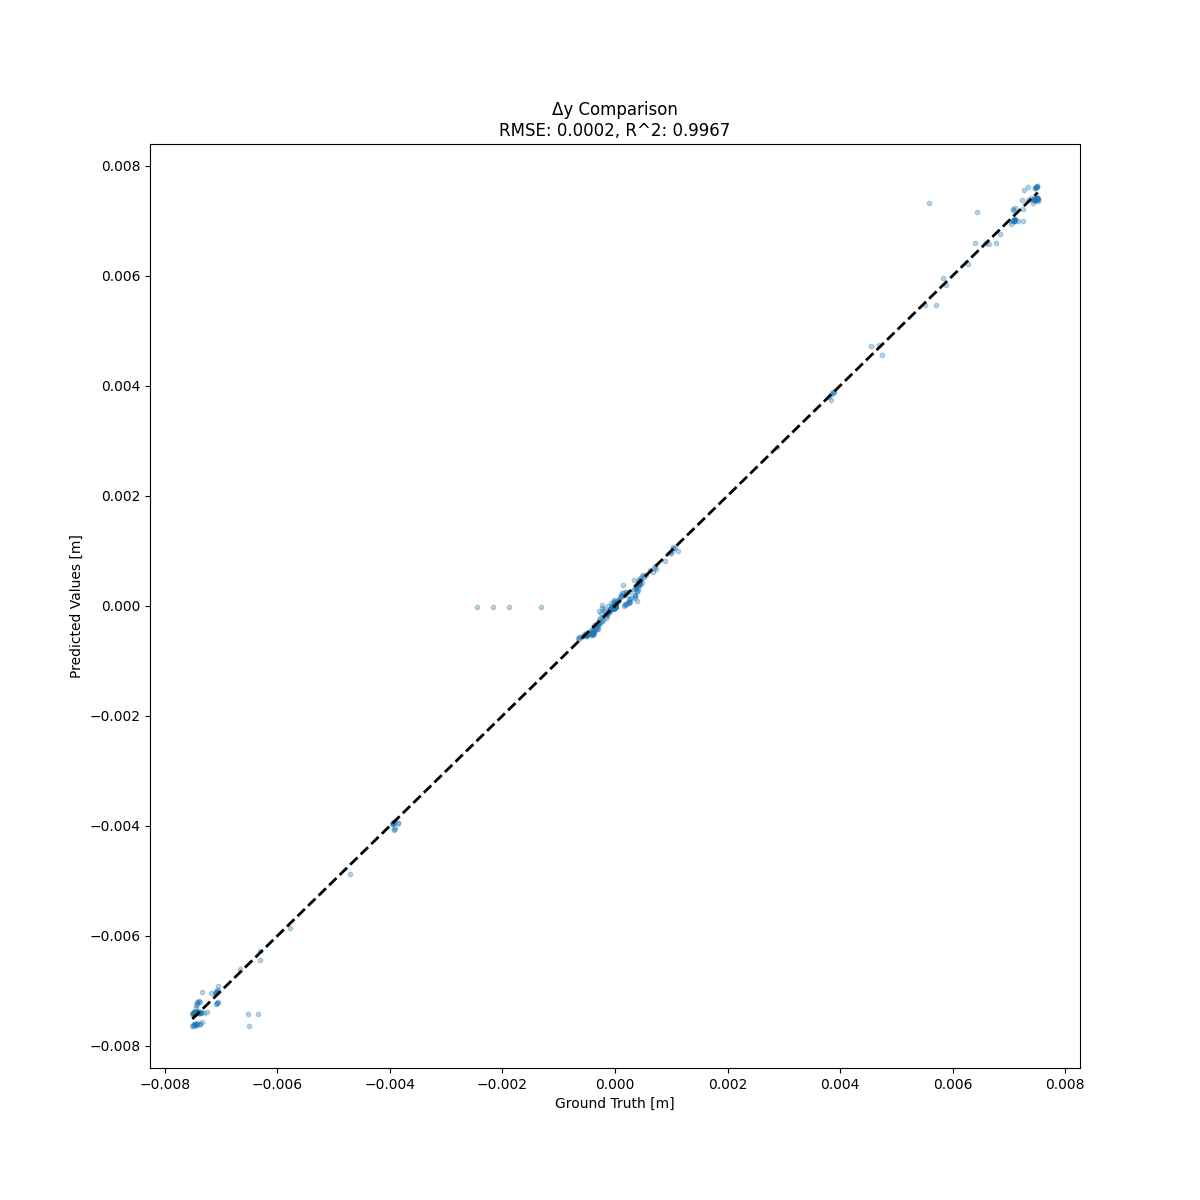 Δy Comparison
RMSE: 0.0002, R^2: 0.9967
0.008
0.006
0.004
0.002
0.000
−0.002
−0.004
−0.006
−0.008
Predicted Values [m]
−0.008 −0.006 −0.004 −0.002 0.000 0.002 0.004 0.006 0.008
Ground Truth [m]